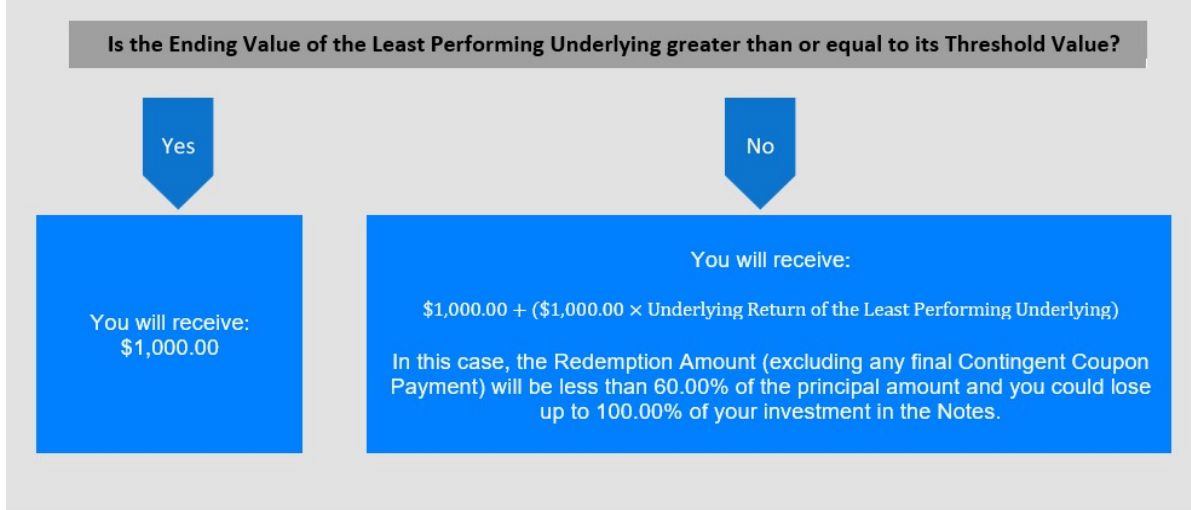 Is the Ending Value of the Least Performing Underlying greater than or equal to its Threshold Value?
Yes
No
You will receive:
$1,000.00
You will receive:
$1,000.00 + ($1,000.00 × Underlying Return of the Least Performing Underlying)
In this case, the Redemption Amount (excluding any final Contingent Coupon
Payment) will be less than 60.00% of the principal amount and you could lose
up to 100.00% of your investment in the Notes.